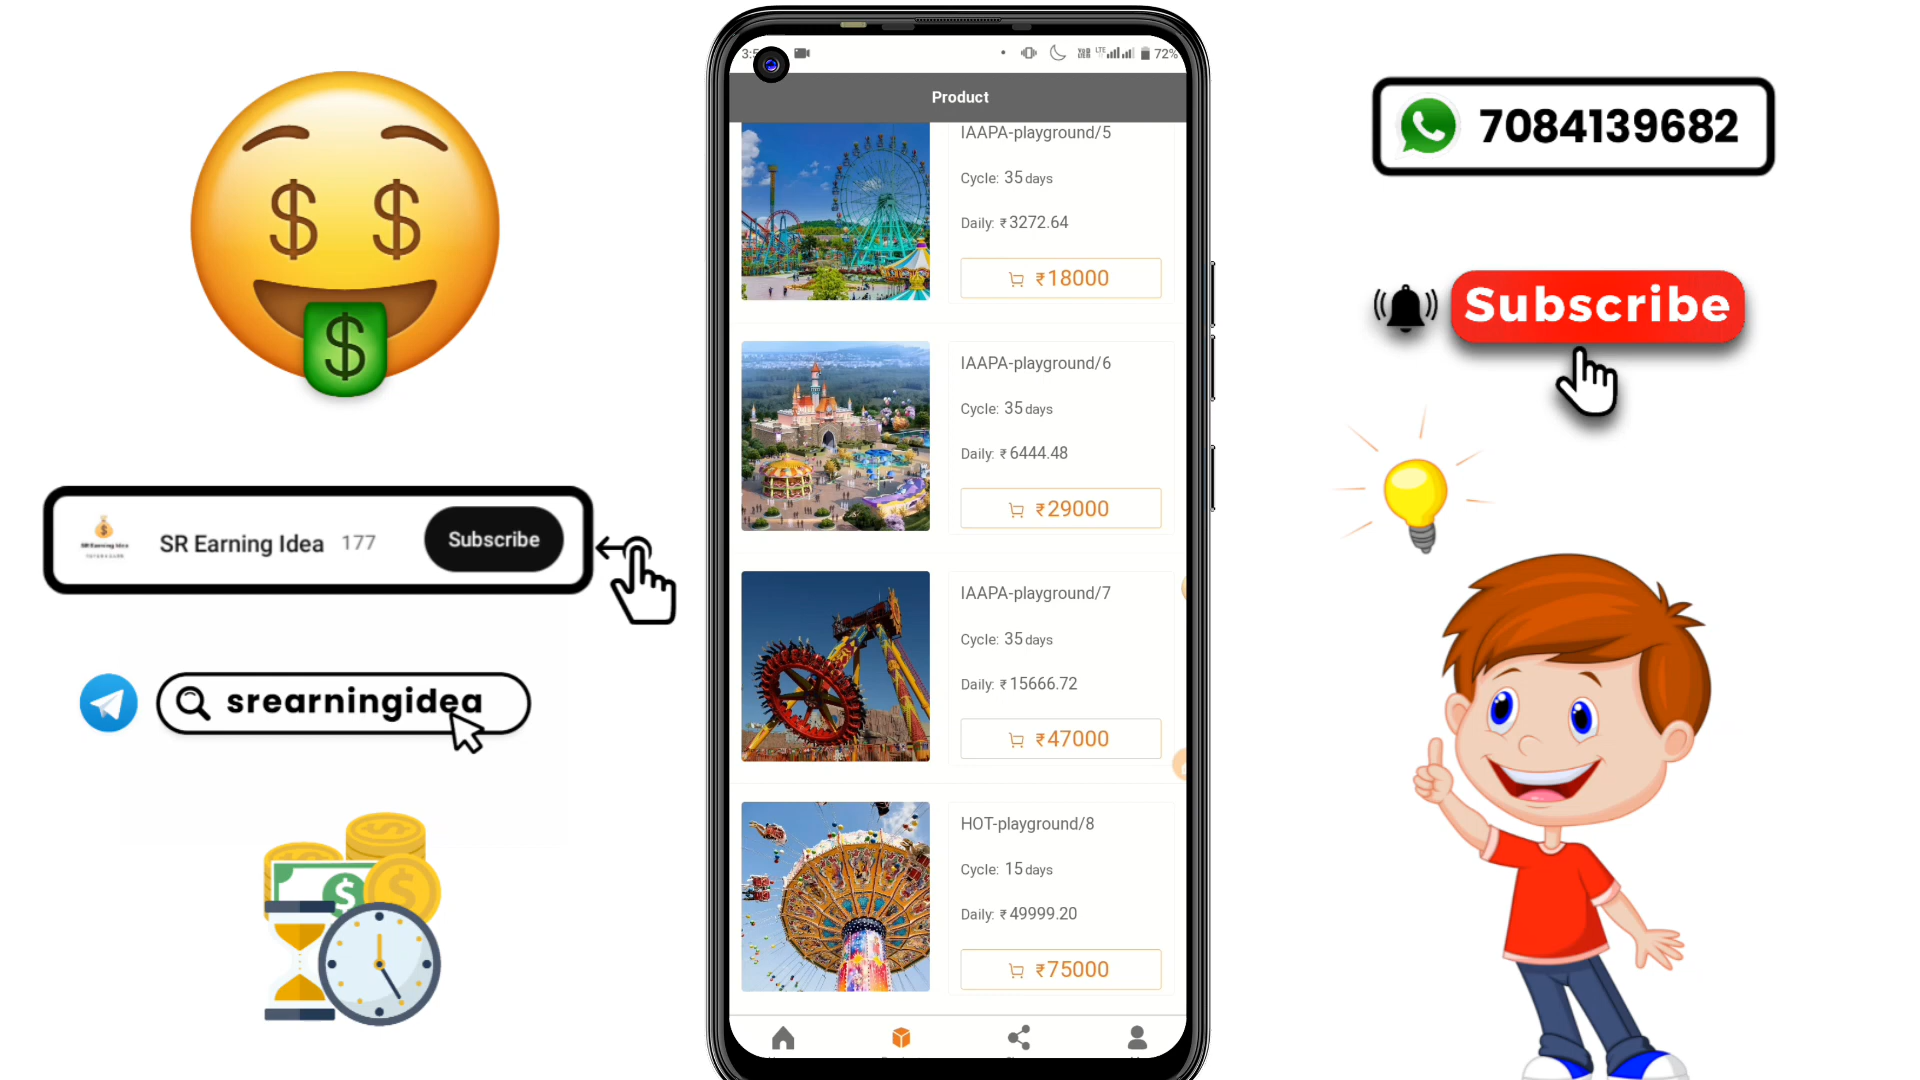 3:5
72%
Product
IAAPA-playground/5
Cycle: 35 days
Daily: ₹3272.64
₹18000
IAAPA-playground/6
Cycle: 35 days
Daily: ₹6444.48
₹29000
IAAPA-playground/7
Cycle: 35 days
Daily: ₹15666.72
₹47000
HOT-playground/8
Cycle: 15 days
Daily: ₹49999.20
₹75000
SR Earning Idea 177
Subscribe
srearningidea
7084139682
Subscribe